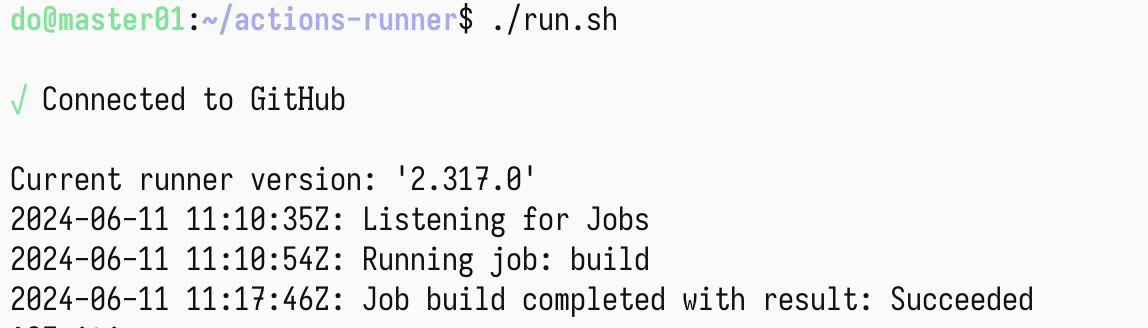 do@master01:~/actions-runner$ ./run.sh
√ Connected to GitHub
Current runner version: '2.317.0'
2024-06-11 11:10:35Z: Listening for Jobs
2024-06-11 11:10:54Z: Running job: build
2024-06-11 11:17:46Z: Job build completed with result: Succeeded